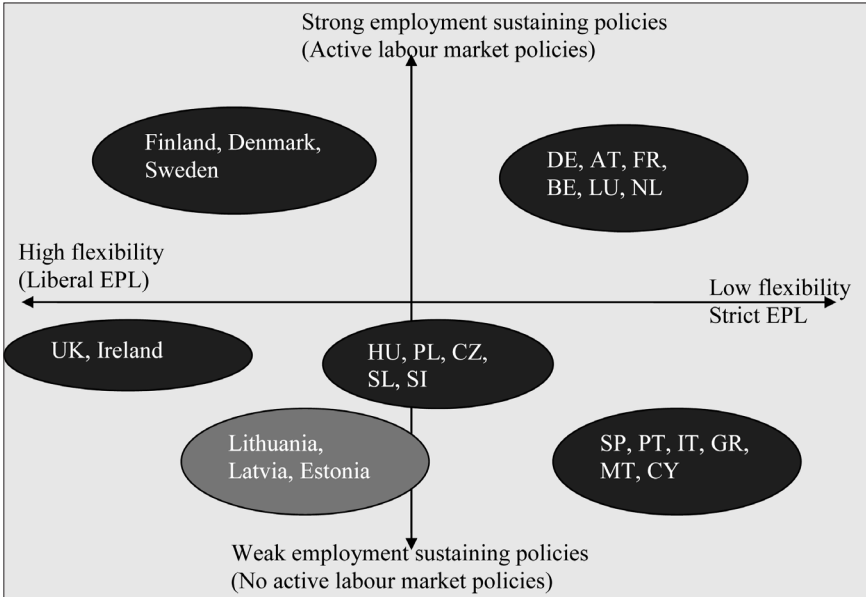 Strong employment sustaining policies
(Active labour market policies)
Finland, Denmark,
Sweden
DE, AT, FR,
BE, LU, NL
High flexibility
(Liberal EPL)
Low flexibility
Strict EPL
UK, Ireland
HU, PL, CZ,
SL, SI
Lithuania,
Latvia, Estonia
SP, PT, IT, GR,
MT, CY
Weak employment sustaining policies
(No active labour market policies)